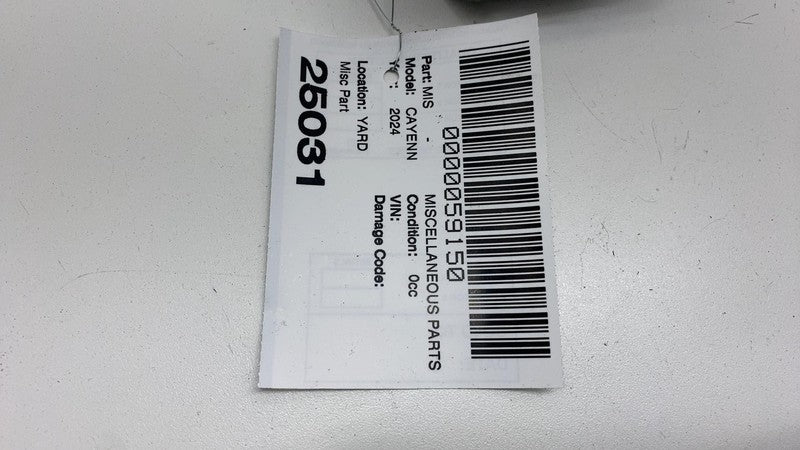 0000059150
Part: MIS - MISCELLANEOUS PARTS
Model: CAYENN Condition: 0cc
2024 VIN:
Damage Code:
Location: YARD
Misc Part
25031